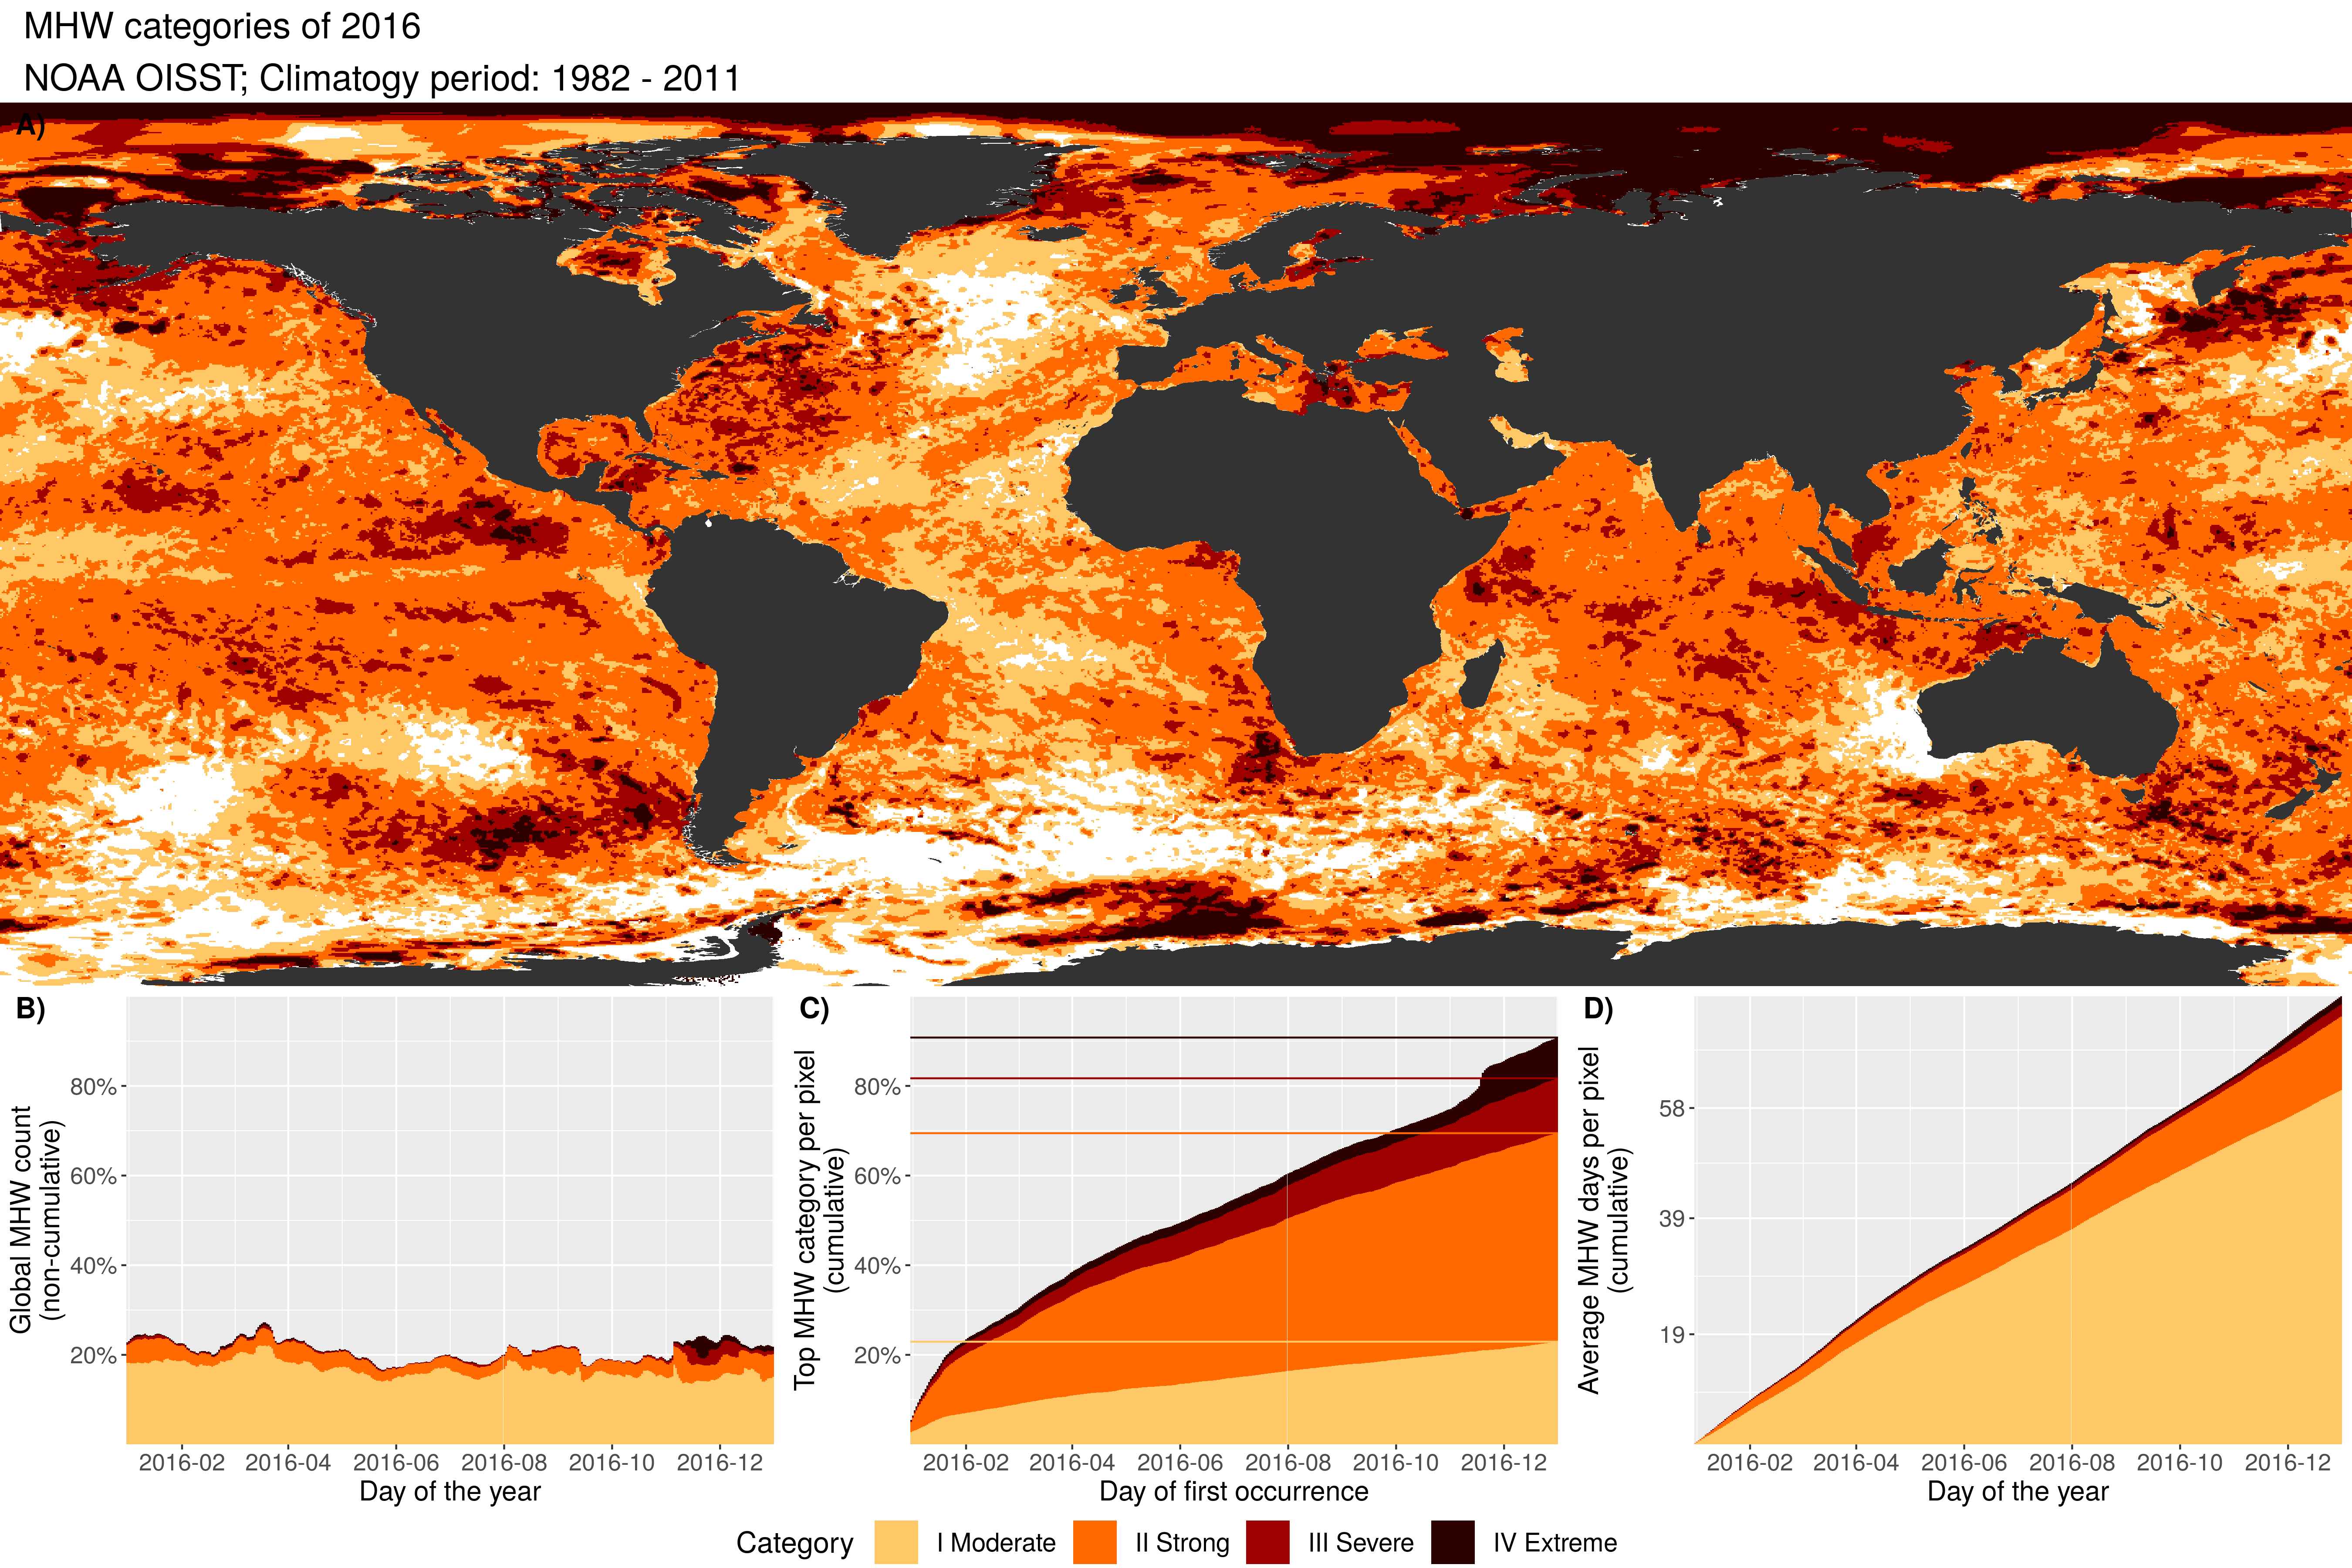 MHW categories of 2016
NOAA OISST; Climatogy period: 1982 - 2011
A)
B)
Global MHW count
(non-cumulative)
80%
60%
40%
20%
2016-02 2016-04 2016-06 2016-08 2016-10 2016-12
Day of the year
C)
Top MHW category per pixel
(cumulative)
80%
60%
40%
20%
2016-02 2016-04 2016-06 2016-08 2016-10 2016-12
Day of first occurrence
D)
Average MHW days per pixel
(cumulative)
58
39
19
2016-02 2016-04 2016-06 2016-08 2016-10 2016-12
Day of the year
Category I Moderate II Strong III Severe IV Extreme